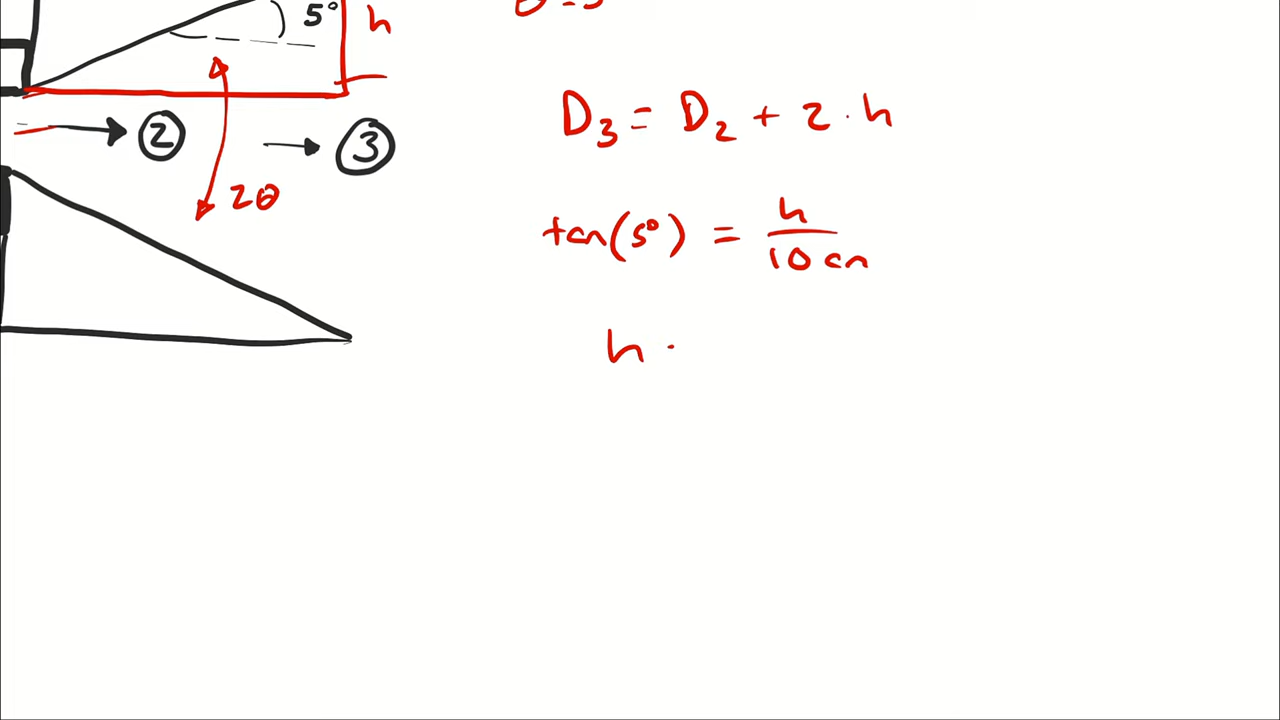 5° h
D₃ = D₂ + 2 · h
② → ③
2θ
tan(5°) = h / 10 cm
h ·